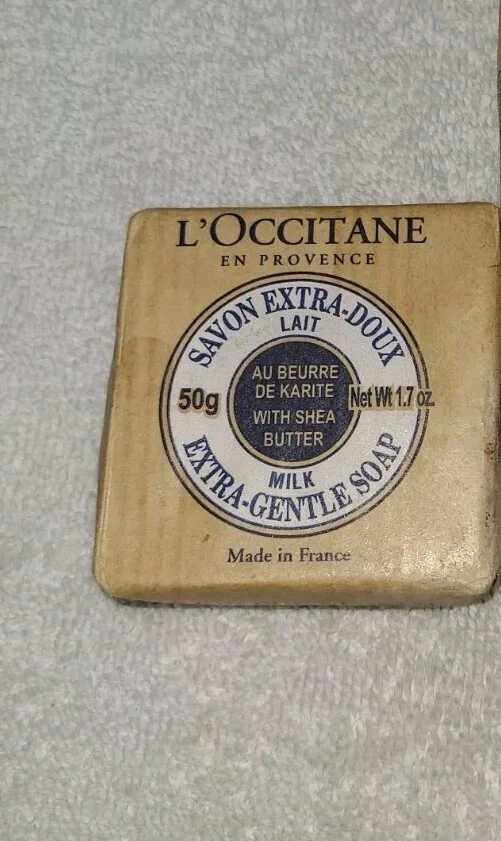 L'OCCITANE
EN PROVENCE
SAVON EXTRA-DOUX
LAIT
AU BEURRE
DE KARITE
50g
Net Wt 1.7 oz.
WITH SHEA
BUTTER
MILK
EXTRA-GENTLE SOAP
Made in France